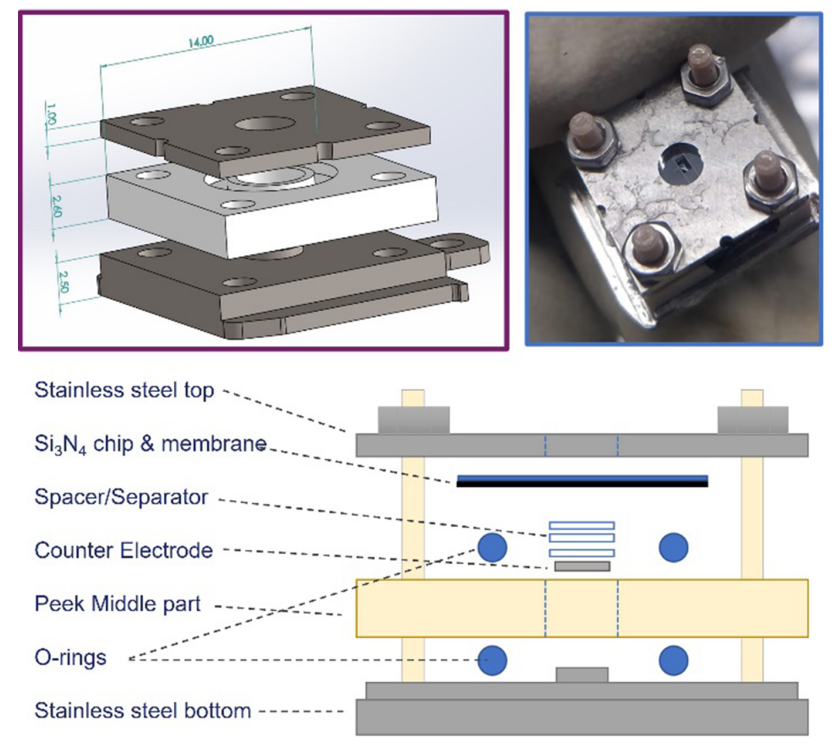 14.00
1.00
2.60
2.50
Stainless steel top
Si₃N₄ chip & membrane
Spacer/Separator
Counter Electrode
Peek Middle part
O-rings
Stainless steel bottom